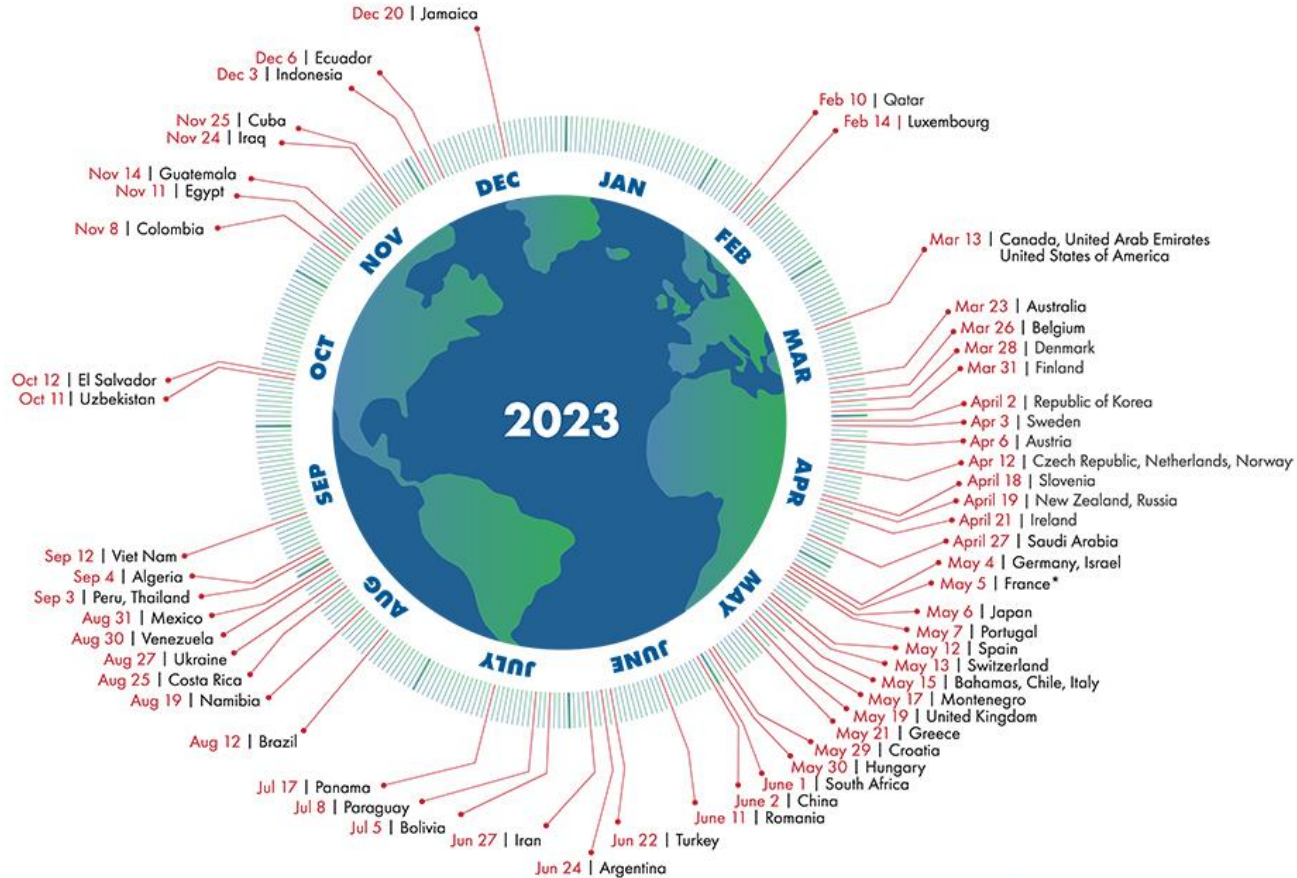 Dec 20 | Jamaica
Dec 6 | Ecuador
Dec 3 | Indonesia
Nov 25 | Cuba
Nov 24 | Iraq
Nov 14 | Guatemala
Nov 11 | Egypt
Nov 8 | Colombia
Oct 12 | El Salvador
Oct 11 | Uzbekistan
Sep 12 | Viet Nam
Sep 4 | Algeria
Sep 3 | Peru, Thailand
Aug 31 | Mexico
Aug 30 | Venezuela
Aug 27 | Ukraine
Aug 25 | Costa Rica
Aug 19 | Namibia
Aug 12 | Brazil
Jul 17 | Panama
Jul 8 | Paraguay
Jul 5 | Bolivia
Jun 27 | Iran
Jun 24 | Argentina
Jun 22 | Turkey
Feb 10 | Qatar
Feb 14 | Luxembourg
Mar 13 | Canada, United Arab Emirates
United States of America
Mar 23 | Australia
Mar 26 | Belgium
Mar 28 | Denmark
Mar 31 | Finland
April 2 | Republic of Korea
Apr 3 | Sweden
Apr 6 | Austria
Apr 12 | Czech Republic, Netherlands, Norway
April 18 | Slovenia
April 19 | New Zealand, Russia
April 21 | Ireland
April 27 | Saudi Arabia
May 4 | Germany, Israel
May 5 | France*
May 6 | Japan
May 7 | Portugal
May 12 | Spain
May 13 | Switzerland
May 15 | Bahamas, Chile, Italy
May 17 | Montenegro
May 19 | United Kingdom
May 21 | Greece
May 29 | Croatia
May 30 | Hungary
June 1 | South Africa
June 2 | China
June 11 | Romania
JAN
FEB
MAR
APR
MAY
JUNE
JULY
AUG
SEP
OCT
NOV
DEC
2023